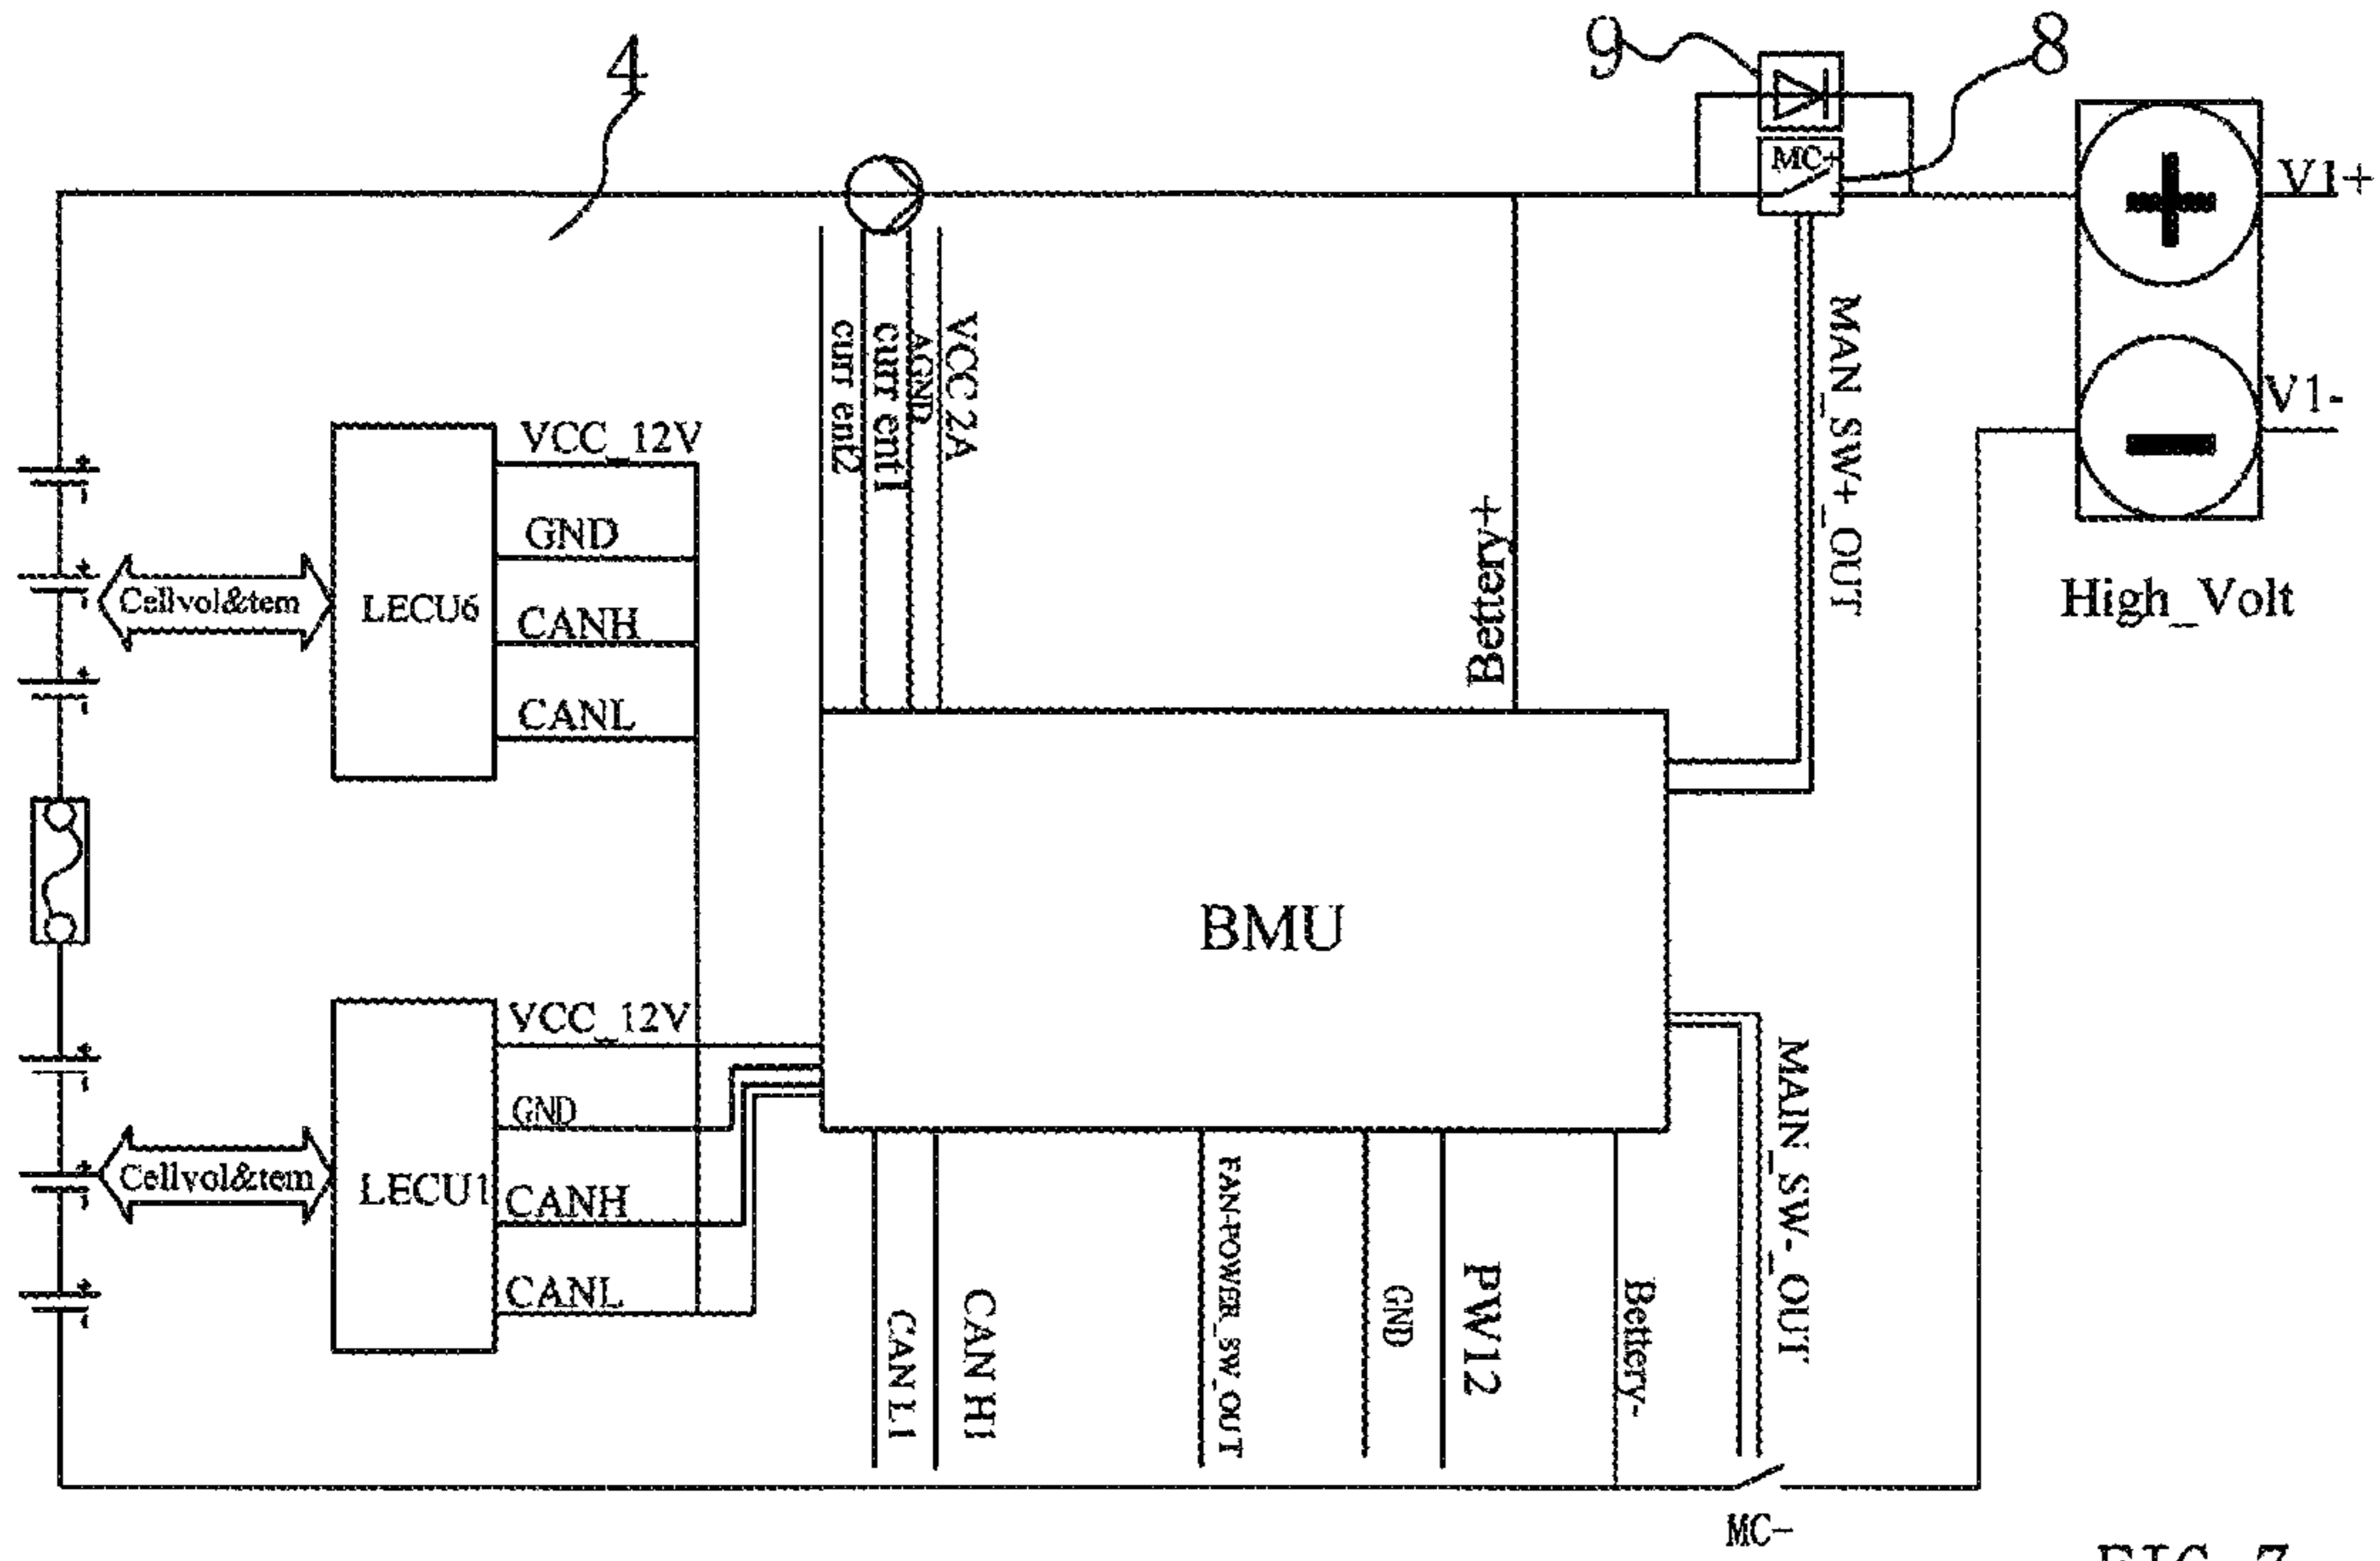 4
9
8
MC+
V1+
V1-
High_Volt
curr ent2
curr ent1
AGND
VCC 2A
Bettery+
MAN_SW+_OUT
VCC_12V
GND
CANH
CANL
Cellvol&tem
LECU6
BMU
VCC_12V
GND
CANH
CANL
Cellvol&tem
LECU1
CAN L1
CAN H1
FAN-POWER_SW_OUT
GND
PW12
Bettery-
MAN_SW-_OUT
MC-